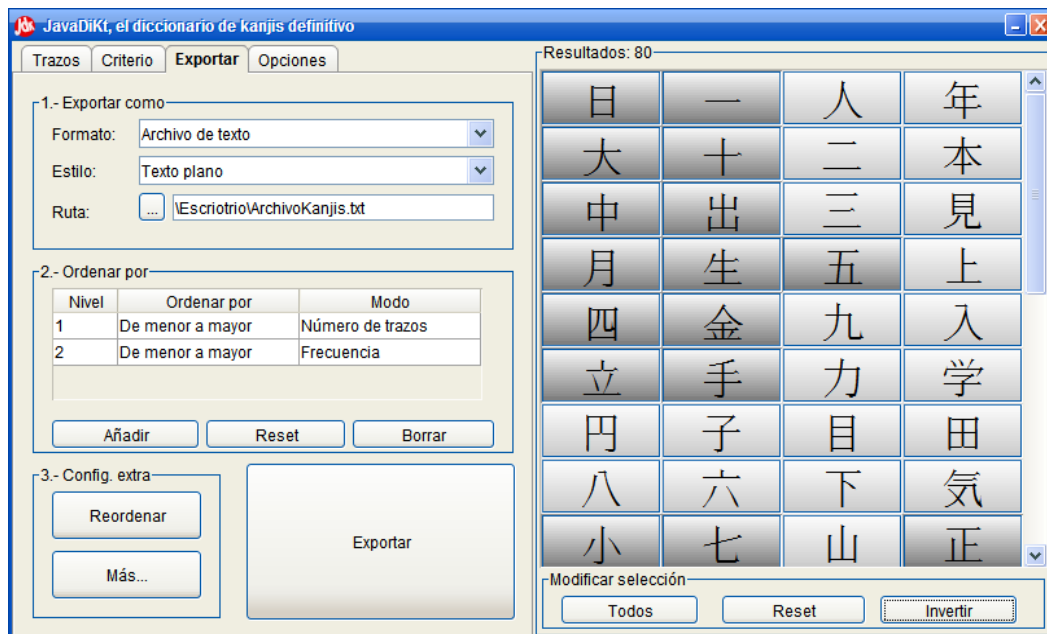 JavaDiKt, el diccionario de kanjis definitivo
Trazos Criterio Exportar Opciones
1.- Exportar como
Formato: Archivo de texto
Estilo: Texto plano
Ruta: ... \Escriotrio\ArchivoKanjis.txt
2.- Ordenar por
Nivel Ordenar por Modo
1 De menor a mayor Número de trazos
2 De menor a mayor Frecuencia
Añadir Reset Borrar
3.- Config. extra
Reordenar
Más...
Exportar
Resultados: 80
日 一 人 年
大 十 二 本
中 出 三 見
月 生 五 上
四 金 九 入
立 手 力 学
円 子 目 田
八 六 下 気
小 七 山 正
Modificar selección
Todos Reset Invertir